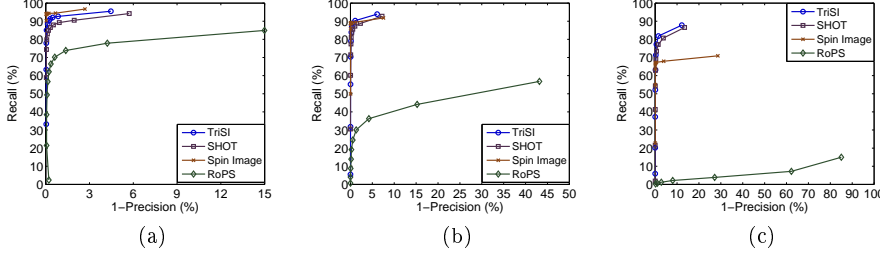 100
90
80
70
60
50
40
30
20
10
0
Recall (%)
0 3 6 9 12 15
1−Precision (%)
TriSI
SHOT
Spin Image
RoPS
(a)
100
90
80
70
60
50
40
30
20
10
0
Recall (%)
0 5 10 15 20 25 30 35 40 45 50
1−Precision (%)
TriSI
SHOT
Spin Image
RoPS
(b)
100
90
80
70
60
50
40
30
20
10
0
Recall (%)
0 10 20 30 40 50 60 70 80 90 100
1−Precision (%)
TriSI
SHOT
Spin Image
RoPS
(c)